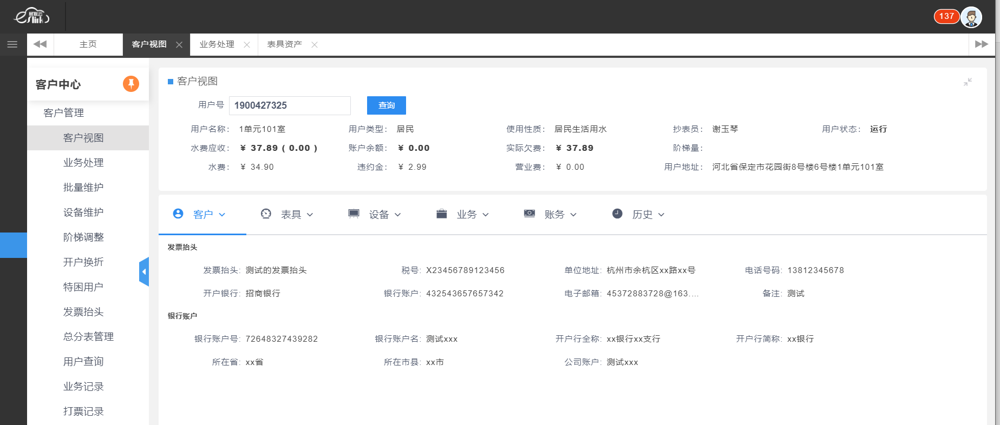 易联云
link
137
主页
客户视图
业务处理
表具资产
客户中心
客户管理
客户视图
业务处理
批量维护
设备维护
阶梯调整
开户换折
特困用户
发票抬头
总分表管理
用户查询
业务记录
打票记录
客户视图
用户号 1900427325 查询
用户名称： 1单元101室 用户类型： 居民 使用性质： 居民生活用水 抄表员： 谢玉琴 用户状态： 运行
水费应收： ¥ 37.89 ( 0.00 ) 账户余额： ¥ 0.00 实际欠费： ¥ 37.89 阶梯量：
水费： ¥ 34.90 违约金： ¥ 2.99 营业费： ¥ 0.00 用户地址： 河北省保定市花园街8号楼6号楼1单元101室
客户 表具 设备 业务 账务 历史
发票抬头
发票抬头: 测试的发票抬头 税号: X23456789123456 单位地址: 杭州市余杭区xx路xx号 电话号码: 13812345678
开户银行: 招商银行 银行账户: 432543657657342 电子邮箱: 45372883728@163.... 备注: 测试
银行账户
银行账户号: 72648327439282 银行账户名: 测试xxx 开户行全称: xx银行xx支行 开户行简称: xx银行
所在省: xx省 所在市县: xx市 公司账户: 测试xxx